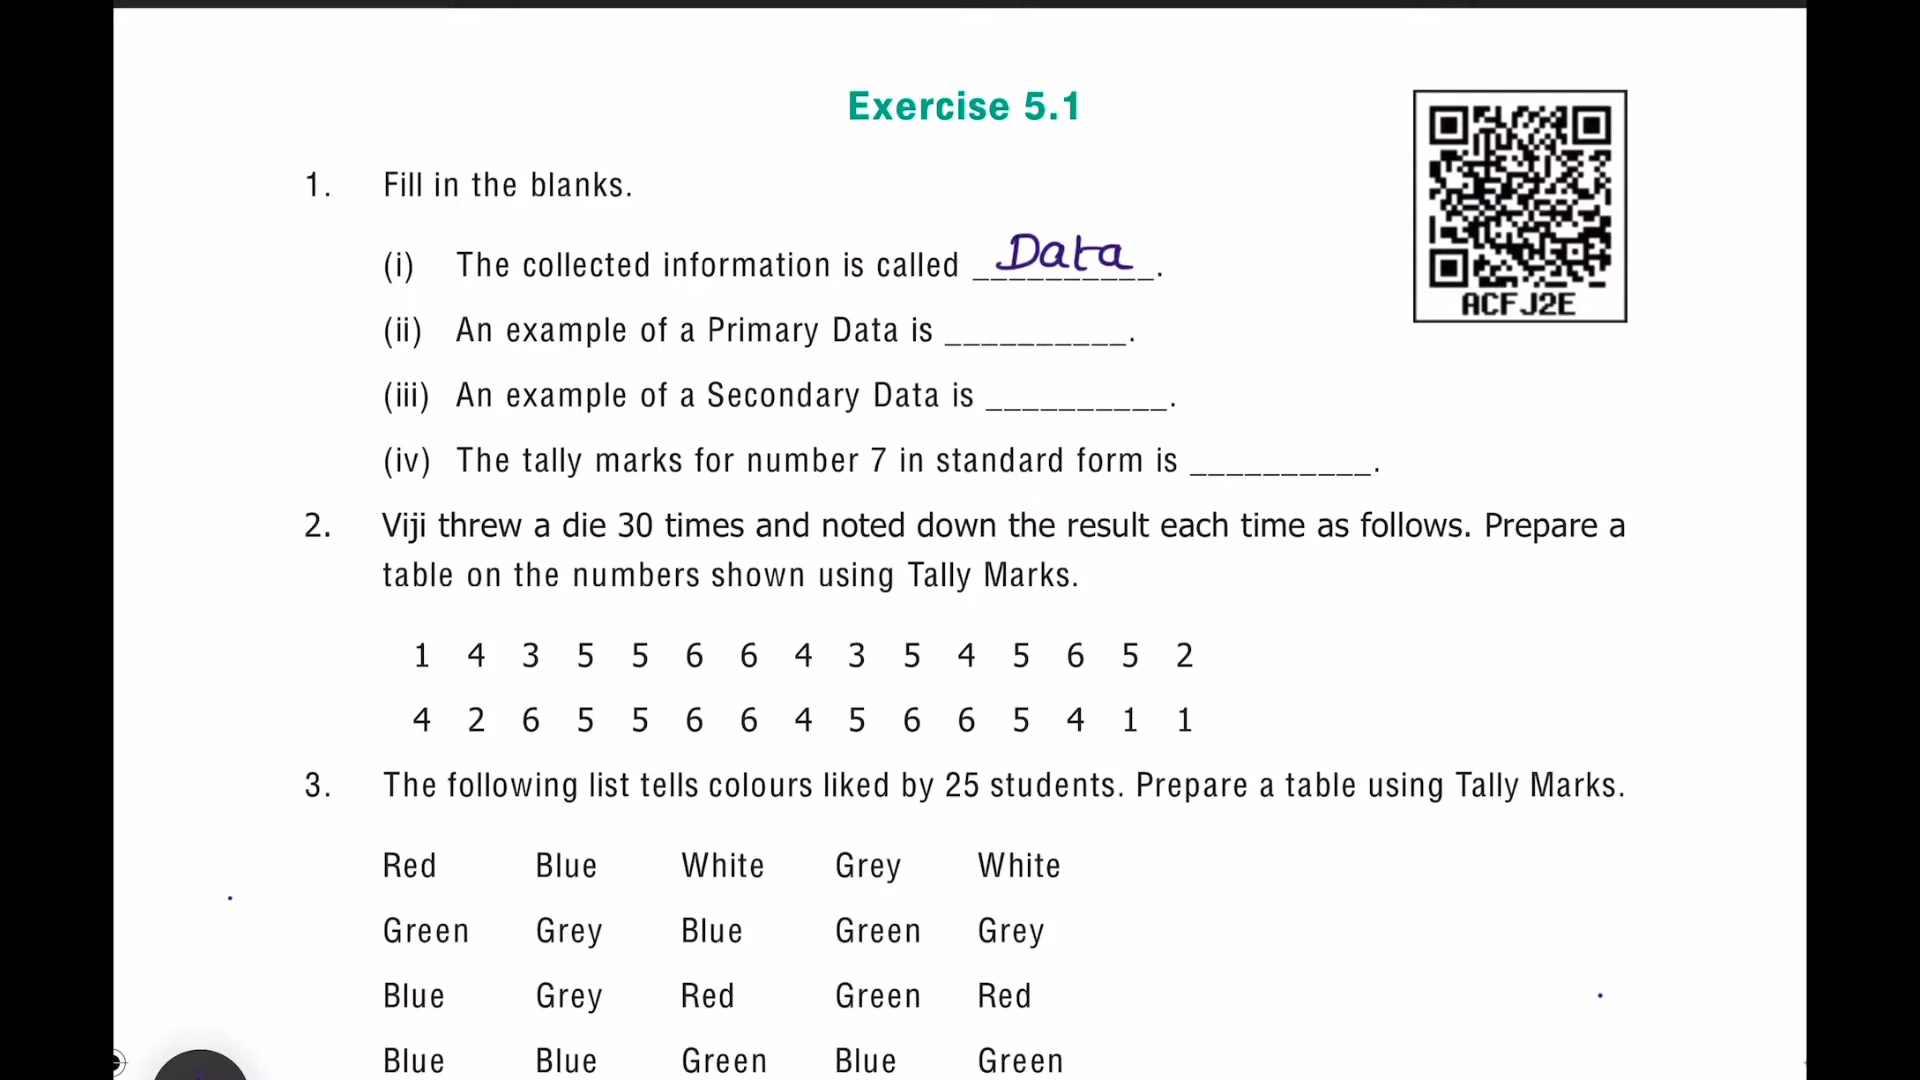 Exercise 5.1
ACFJ2E
1. Fill in the blanks.
(i) The collected information is called __________. Data
(ii) An example of a Primary Data is __________.
(iii) An example of a Secondary Data is __________.
(iv) The tally marks for number 7 in standard form is __________.
2. Viji threw a die 30 times and noted down the result each time as follows. Prepare a
table on the numbers shown using Tally Marks.
1 4 3 5 5 6 6 4 3 5 4 5 6 5 2
4 2 6 5 5 6 6 4 5 6 6 5 4 1 1
3. The following list tells colours liked by 25 students. Prepare a table using Tally Marks.
Red Blue White Grey White
Green Grey Blue Green Grey
Blue Grey Red Green Red
Blue Blue Green Blue Green